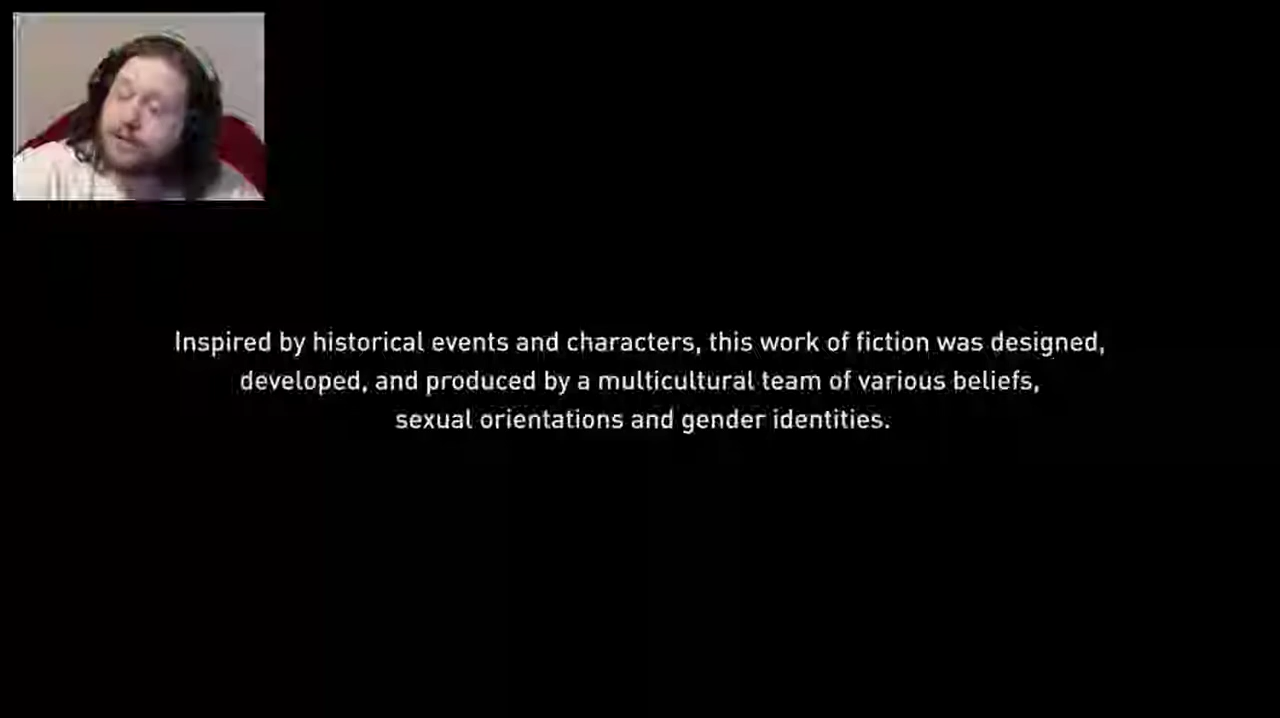 Inspired by historical events and characters, this work of fiction was designed,
developed, and produced by a multicultural team of various beliefs,
sexual orientations and gender identities.